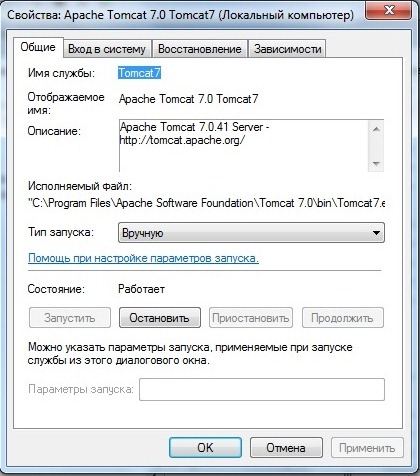 Свойства: Apache Tomcat 7.0 Tomcat7 (Локальный компьютер)
Общие Вход в систему Восстановление Зависимости
Имя службы: Tomcat7
Отображаемое имя: Apache Tomcat 7.0 Tomcat7
Описание: Apache Tomcat 7.0.41 Server -
http://tomcat.apache.org/
Исполняемый файл:
"C:\Program Files\Apache Software Foundation\Tomcat 7.0\bin\Tomcat7.e
Тип запуска: Вручную
Помощь при настройке параметров запуска.
Состояние: Работает
Запустить Остановить Приостановить Продолжить
Можно указать параметры запуска, применяемые при запуске
службы из этого диалогового окна.
Параметры запуска:
OK Отмена Применить